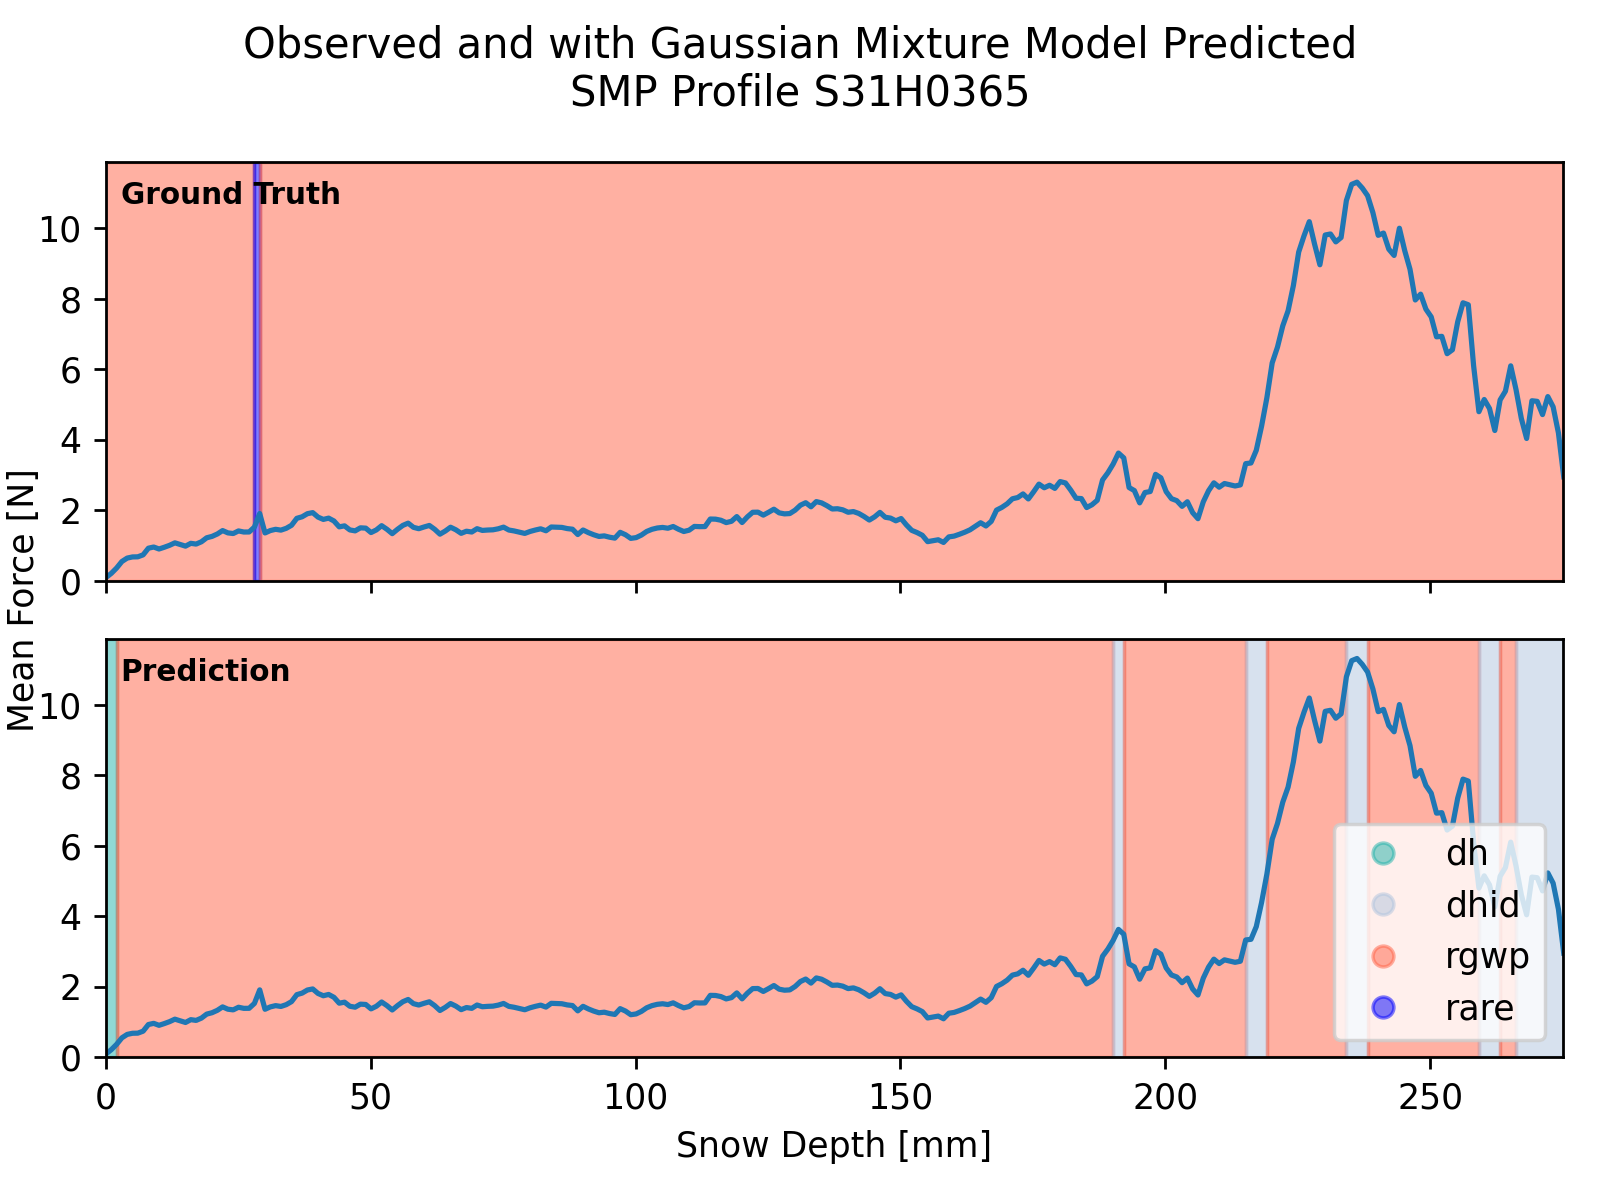 Observed and with Gaussian Mixture Model Predicted
SMP Profile S31H0365
Ground Truth
10
8
6
4
2
0
Mean Force [N]
Prediction
10
8
6
4
2
0
dh
dhid
rgwp
rare
0 50 100 150 200 250
Snow Depth [mm]